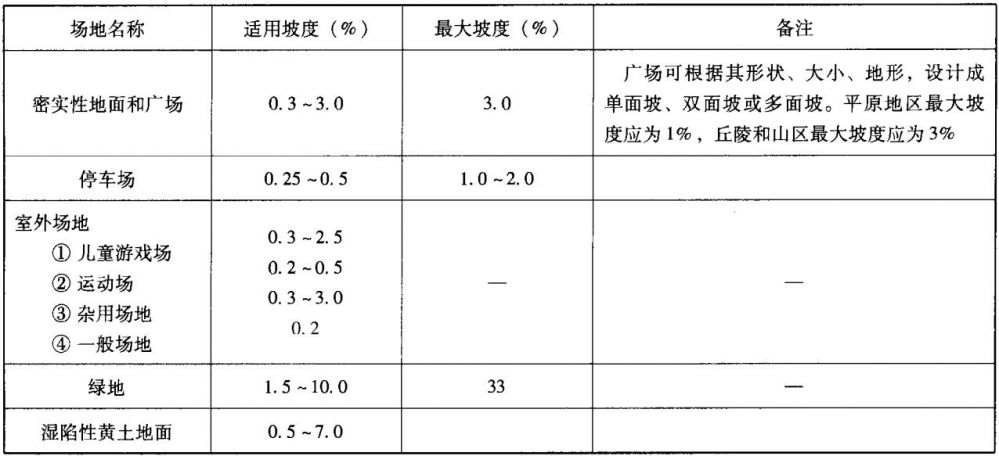 场地名称 适用坡度(%) 最大坡度(%) 备注
密实性地面和广场 0.3~3.0 3.0 广场可根据其形状、大小、地形，设计成
单面坡、双面坡或多面坡。平原地区最大坡
度应为1%，丘陵和山区最大坡度应为3%
停车场 0.25~0.5 1.0~2.0
室外场地
① 儿童游戏场 0.3~2.5
② 运动场 0.2~0.5 — —
③ 杂用场地 0.3~3.0
④ 一般场地 0.2
绿地 1.5~10.0 33 —
湿陷性黄土地面 0.5~7.0